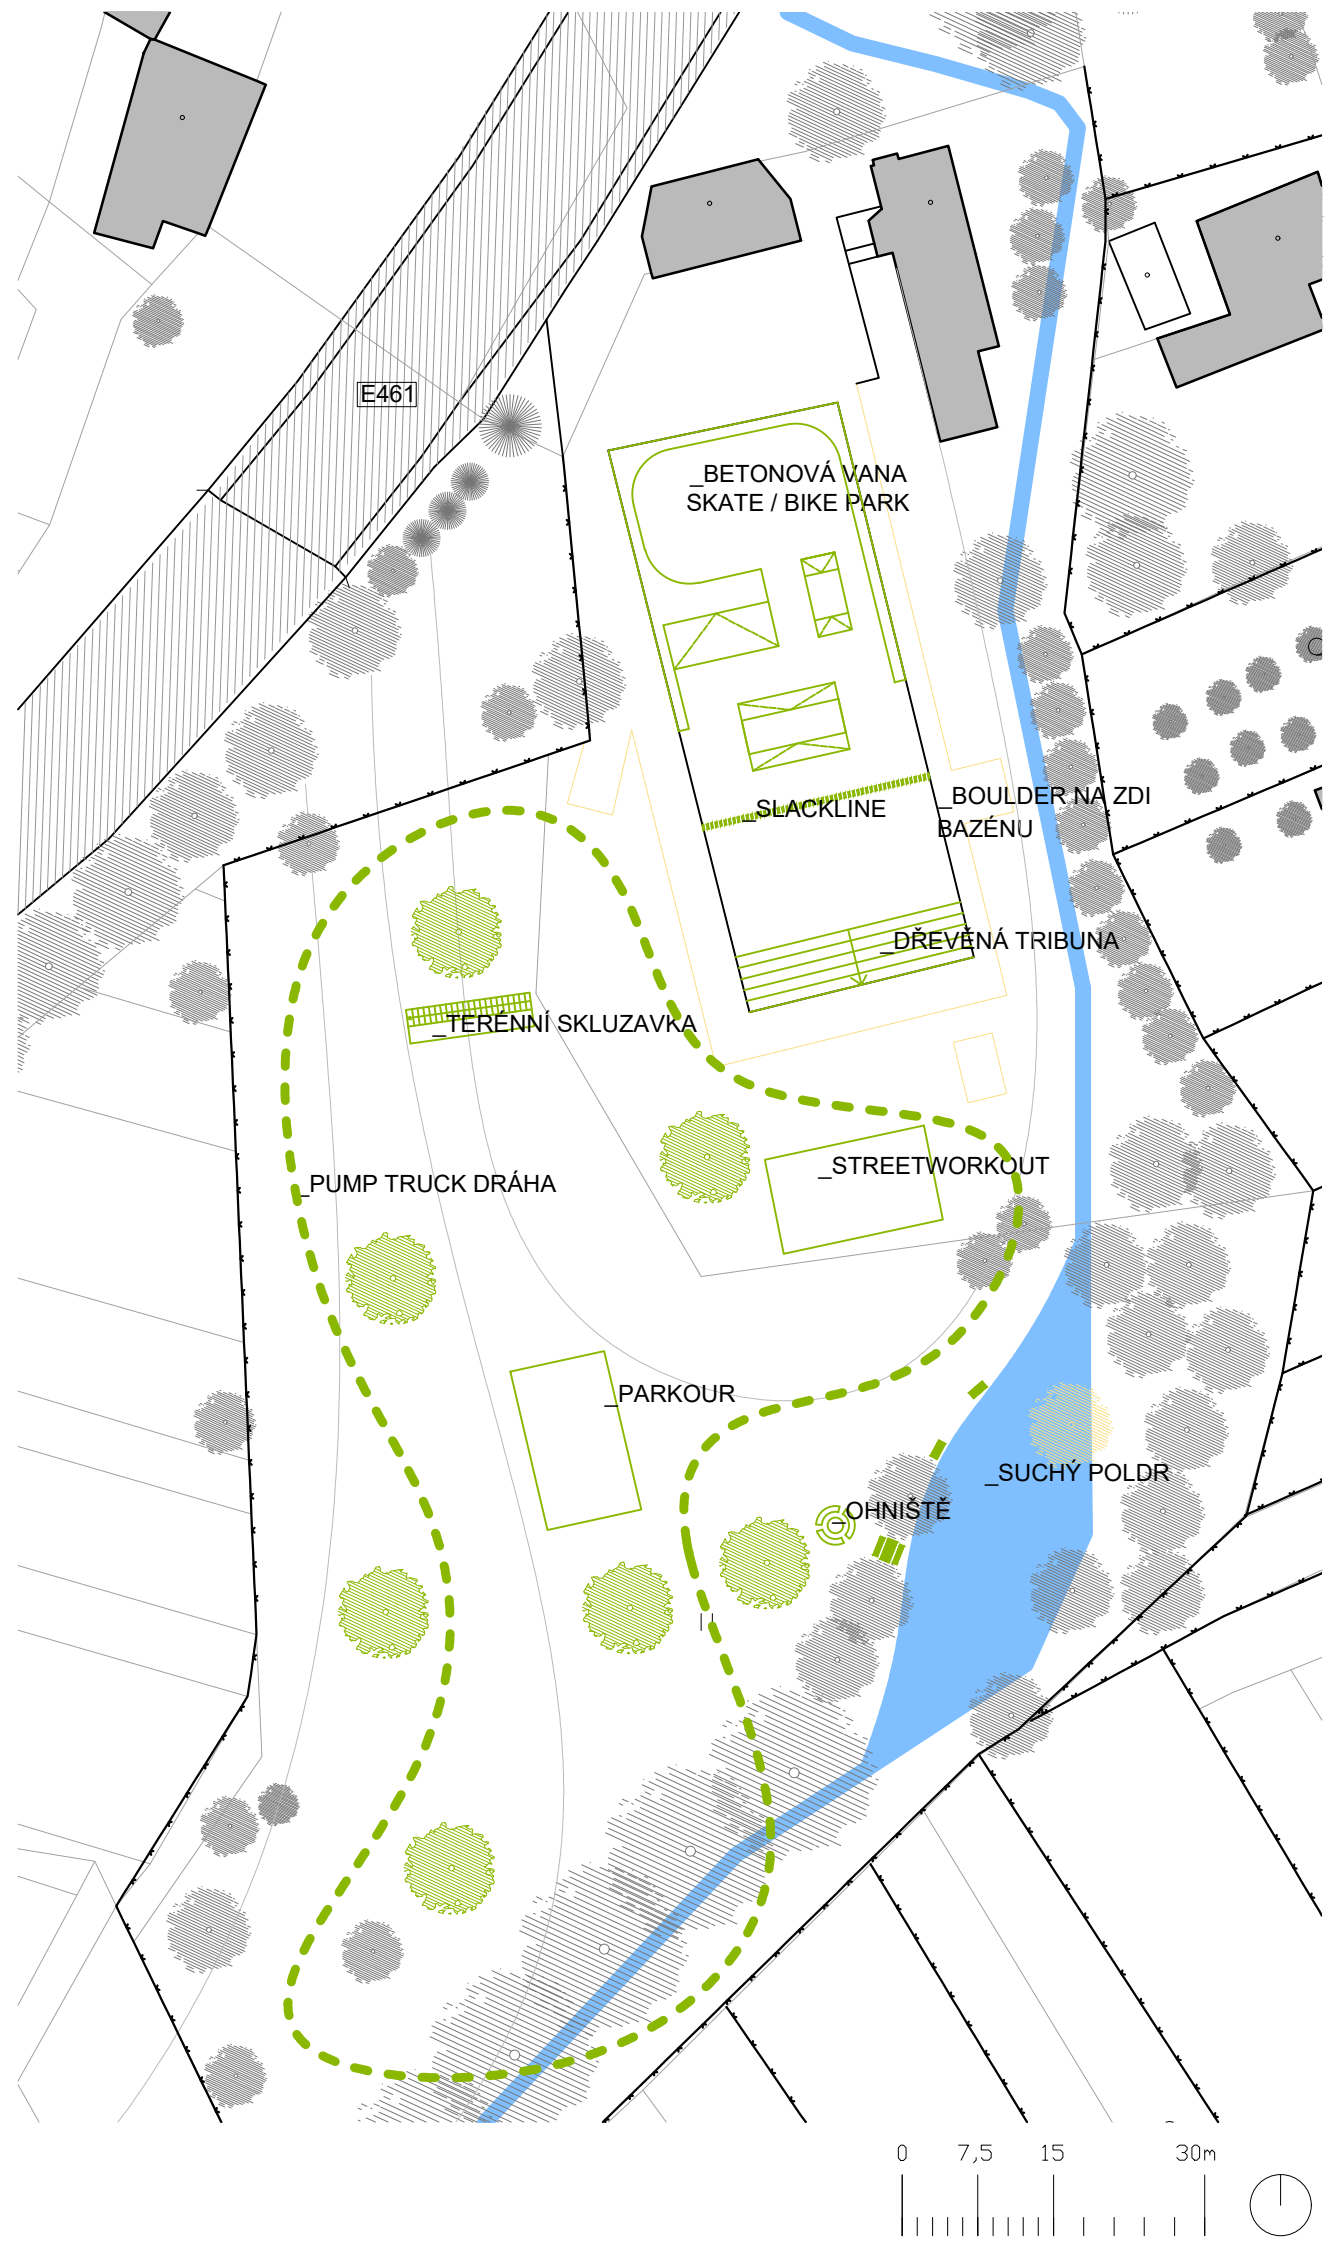 E461
_BETONOVÁ VANA
SKATE / BIKE PARK
_SLACKLINE
_BOULDER NA ZDI
BAZÉNU
_DŘEVĚNÁ TRIBUNA
_TERÉNNÍ SKLUZAVKA
_STREETWORKOUT
_PUMP TRUCK DRÁHA
_PARKOUR
_SUCHÝ POLDR
_OHNIŠTĚ
0 7,5 15 30m